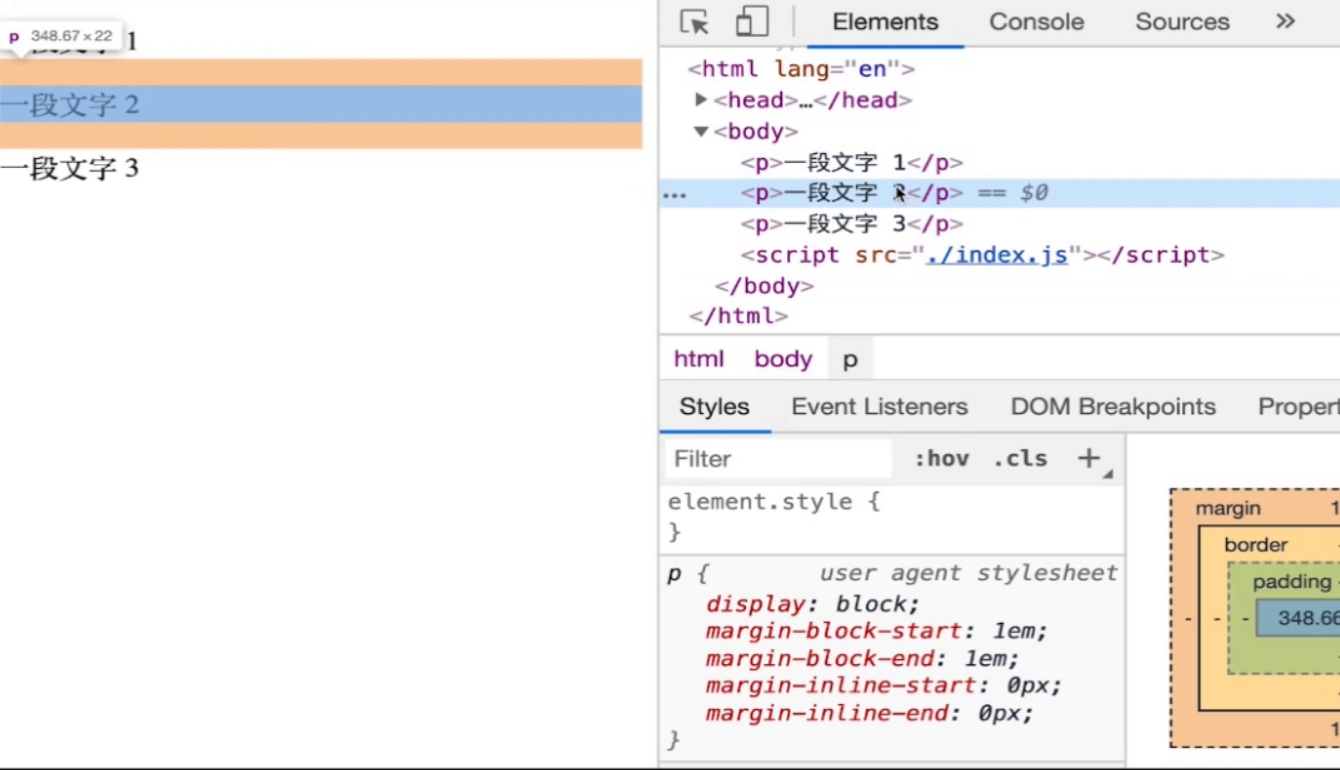 p 348.67 × 22
1
一段文字 2
一段文字 3
Elements Console Sources »
<html lang="en">
▶<head>…</head>
▼<body>
<p>一段文字 1</p>
… <p>一段文字 2</p> == $0
<p>一段文字 3</p>
<script src="./index.js"></script>
</body>
</html>
html body p
Styles Event Listeners DOM Breakpoints
Filter :hov .cls +
element.style {
}
p { user agent stylesheet
display: block;
margin-block-start: 1em;
margin-block-end: 1em;
margin-inline-start: 0px;
margin-inline-end: 0px;
}
margin 1
border -
padding -
- - - 348.66
1